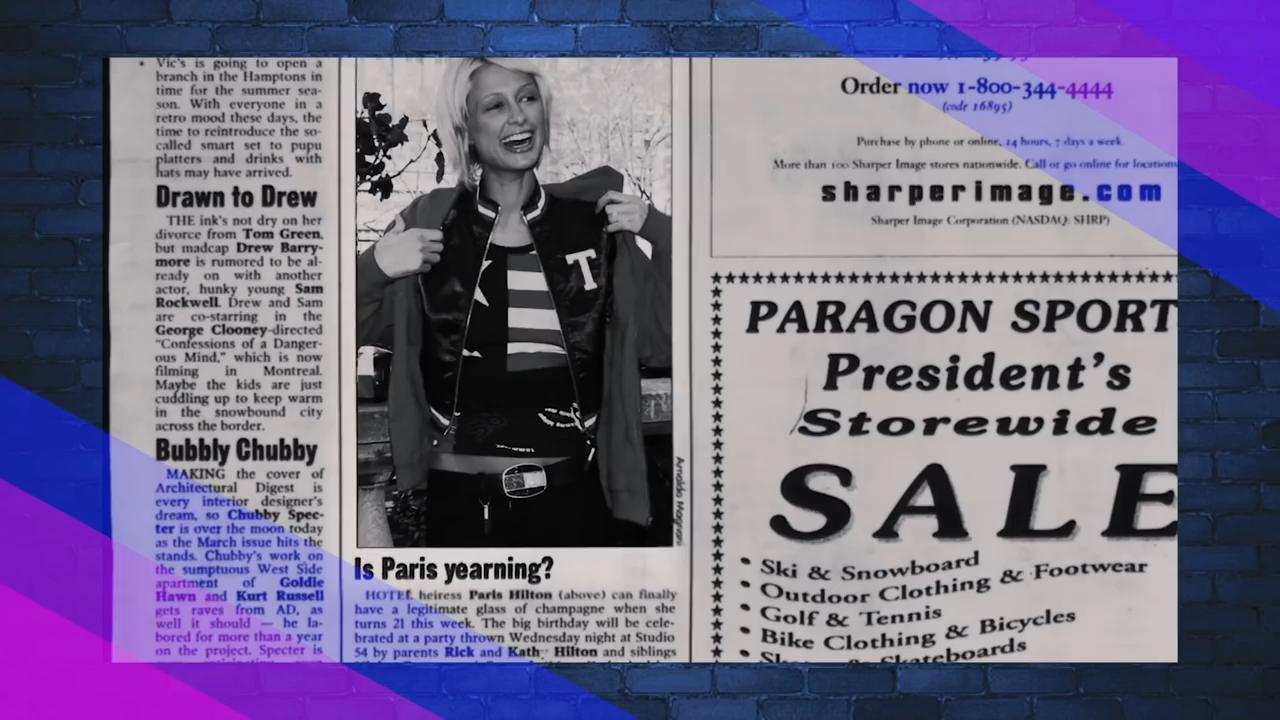 Vic's is going to open a
branch in the Hamptons in
time for the summer sea-
son. With everyone in a
retro mood these days, the
time to reintroduce the so-
called smart set to pupu
platters and drinks with
hats may have arrived.
Drawn to Drew
THE ink's not dry on her
divorce from Tom Green,
but madcap Drew Barry-
more is rumored to be al-
ready on with another
actor, hunky young Sam
Rockwell. Drew and Sam
are co-starring in the
George Clooney-directed
"Confessions of a Danger-
ous Mind," which is now
filming in Montreal.
Maybe the kids are just
cuddling up to keep warm
in the snowbound city
across the border.
Bubbly Chubby
MAKING the cover of
Architectural Digest is
every interior designer's
dream, so Chubby Spec-
ter is over the moon today
as the March issue hits the
stands. Chubby's work on
the sumptuous West Side
apartment of Goldie
Hawn and Kurt Russell
gets raves from AD, as
well it should — he la-
bored for more than a year
on the project. Specter is
T
Arnaldo Magnani
Is Paris yearning?
HOTEL heiress Paris Hilton (above) can finally
have a legitimate glass of champagne when she
turns 21 this week. The big birthday will be cele-
brated at a party thrown Wednesday night at Studio
54 by parents Rick and Kathy Hilton and siblings
Order now 1-800-344-4444
(code 16895)
Purchase by phone or online, 24 hours, 7 days a week.
More than 100 Sharper Image stores nationwide. Call or go online for locations
sharperimage.com
Sharper Image Corporation (NASDAQ: SHRP)
PARAGON SPORT
President's
Storewide
SALE
• Ski & Snowboard
• Outdoor Clothing & Footwear
• Golf & Tennis
• Bike Clothing & Bicycles
& Skateboards